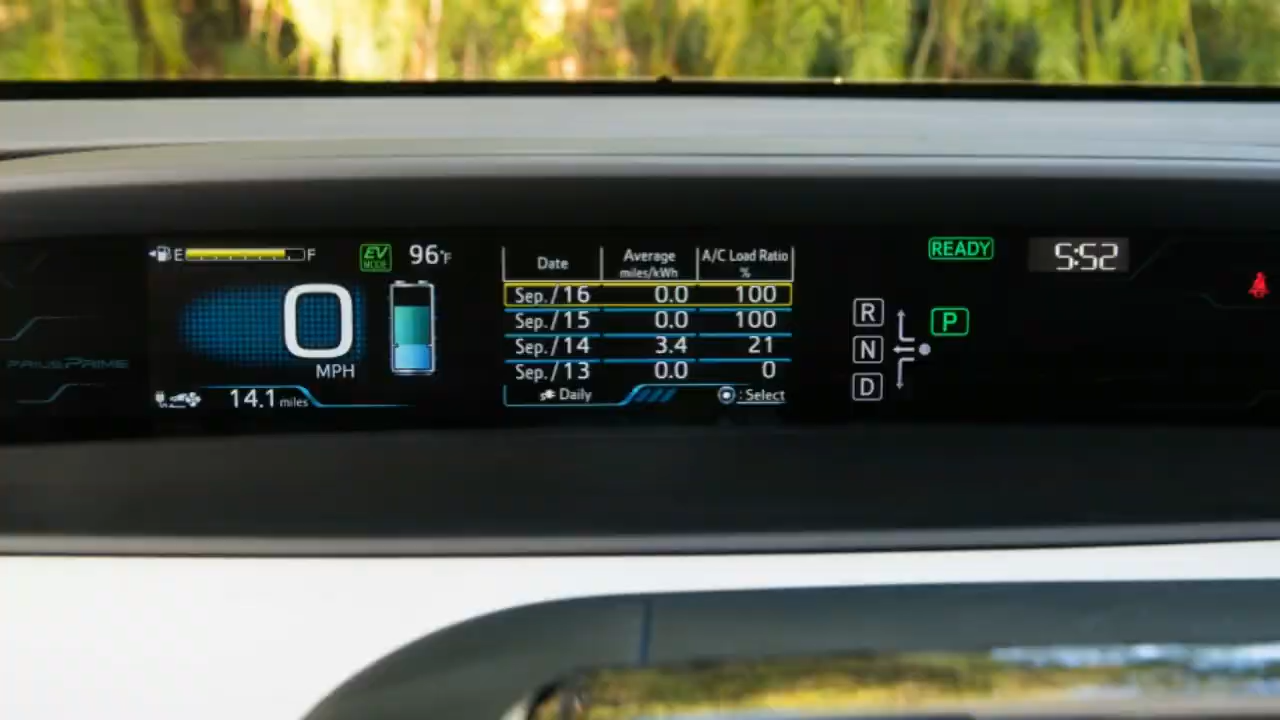 E F
EV MODE
96°F
0
MPH
14.1 miles
PRIUS PRIME
Date Average miles/kWh A/C Load Ratio %
Sep./16 0.0 100
Sep./15 0.0 100
Sep./14 3.4 21
Sep./13 0.0 0
Daily : Select
READY
5:52
R
N
D
P